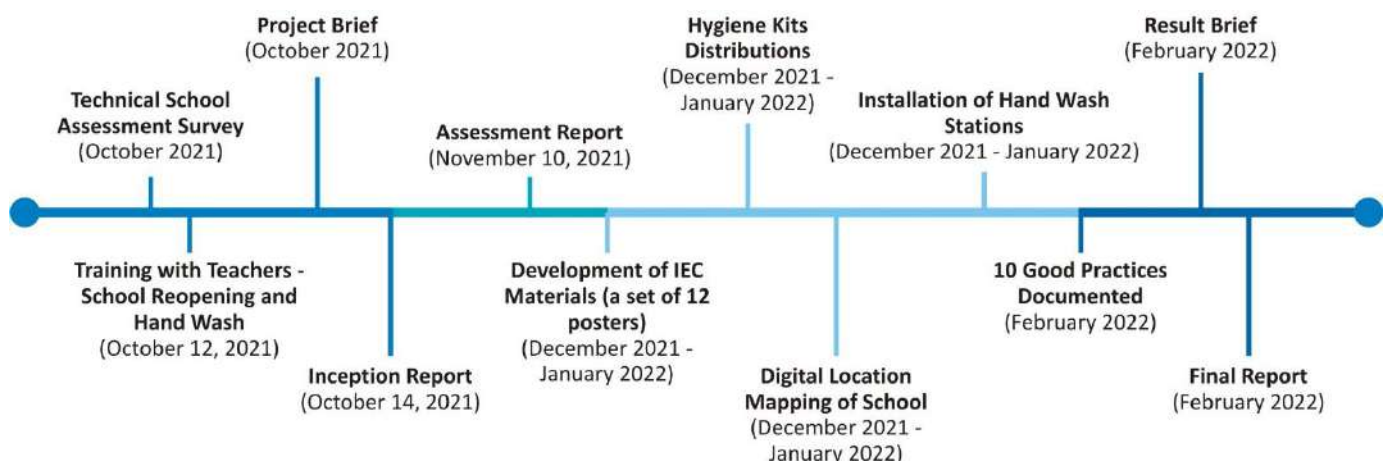 Project Brief
(October 2021)
Hygiene Kits
Distributions
(December 2021 -
January 2022)
Result Brief
(February 2022)
Technical School
Assessment Survey
(October 2021)
Assessment Report
(November 10, 2021)
Installation of Hand Wash
Stations
(December 2021 - January 2022)
Training with Teachers -
School Reopening and
Hand Wash
(October 12, 2021)
Inception Report
(October 14, 2021)
Development of IEC
Materials (a set of 12
posters)
(December 2021 -
January 2022)
Digital Location
Mapping of School
(December 2021 -
January 2022)
10 Good Practices
Documented
(February 2022)
Final Report
(February 2022)